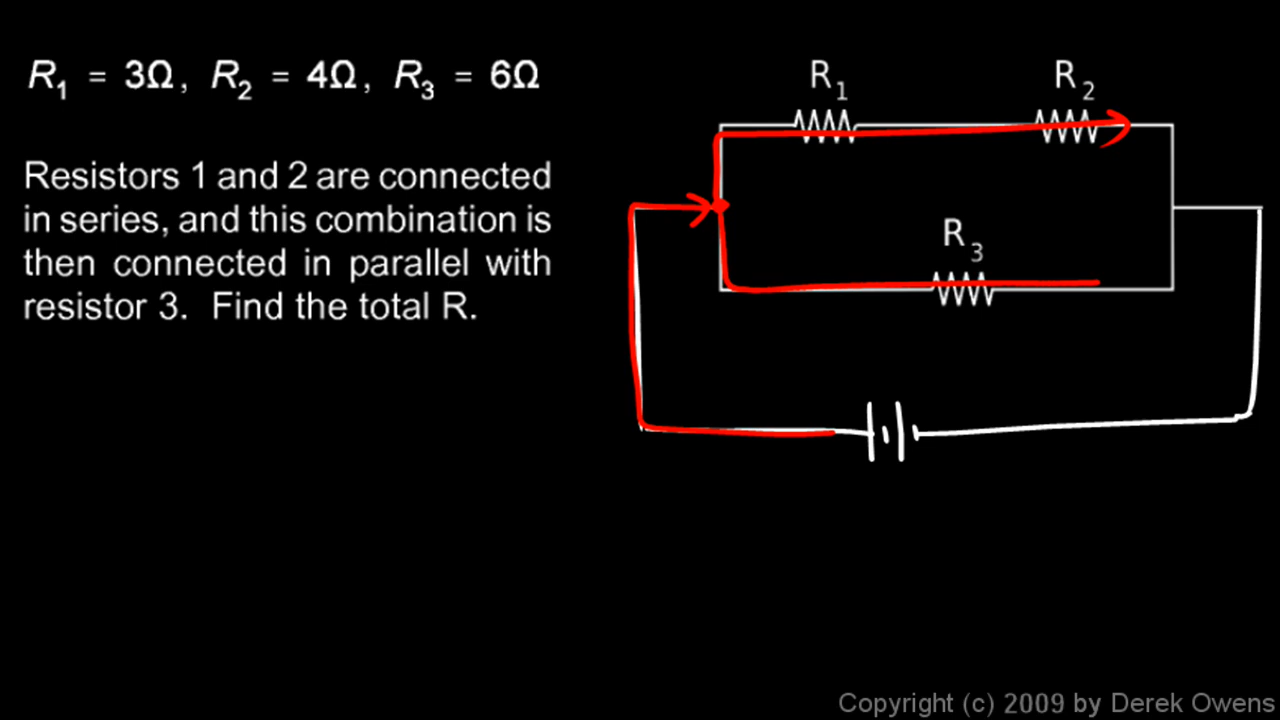 R1 = 3Ω, R2 = 4Ω, R3 = 6Ω
Resistors 1 and 2 are connected
in series, and this combination is
then connected in parallel with
resistor 3. Find the total R.
R1
R2
R3
Copyright (c) 2009 by Derek Owens